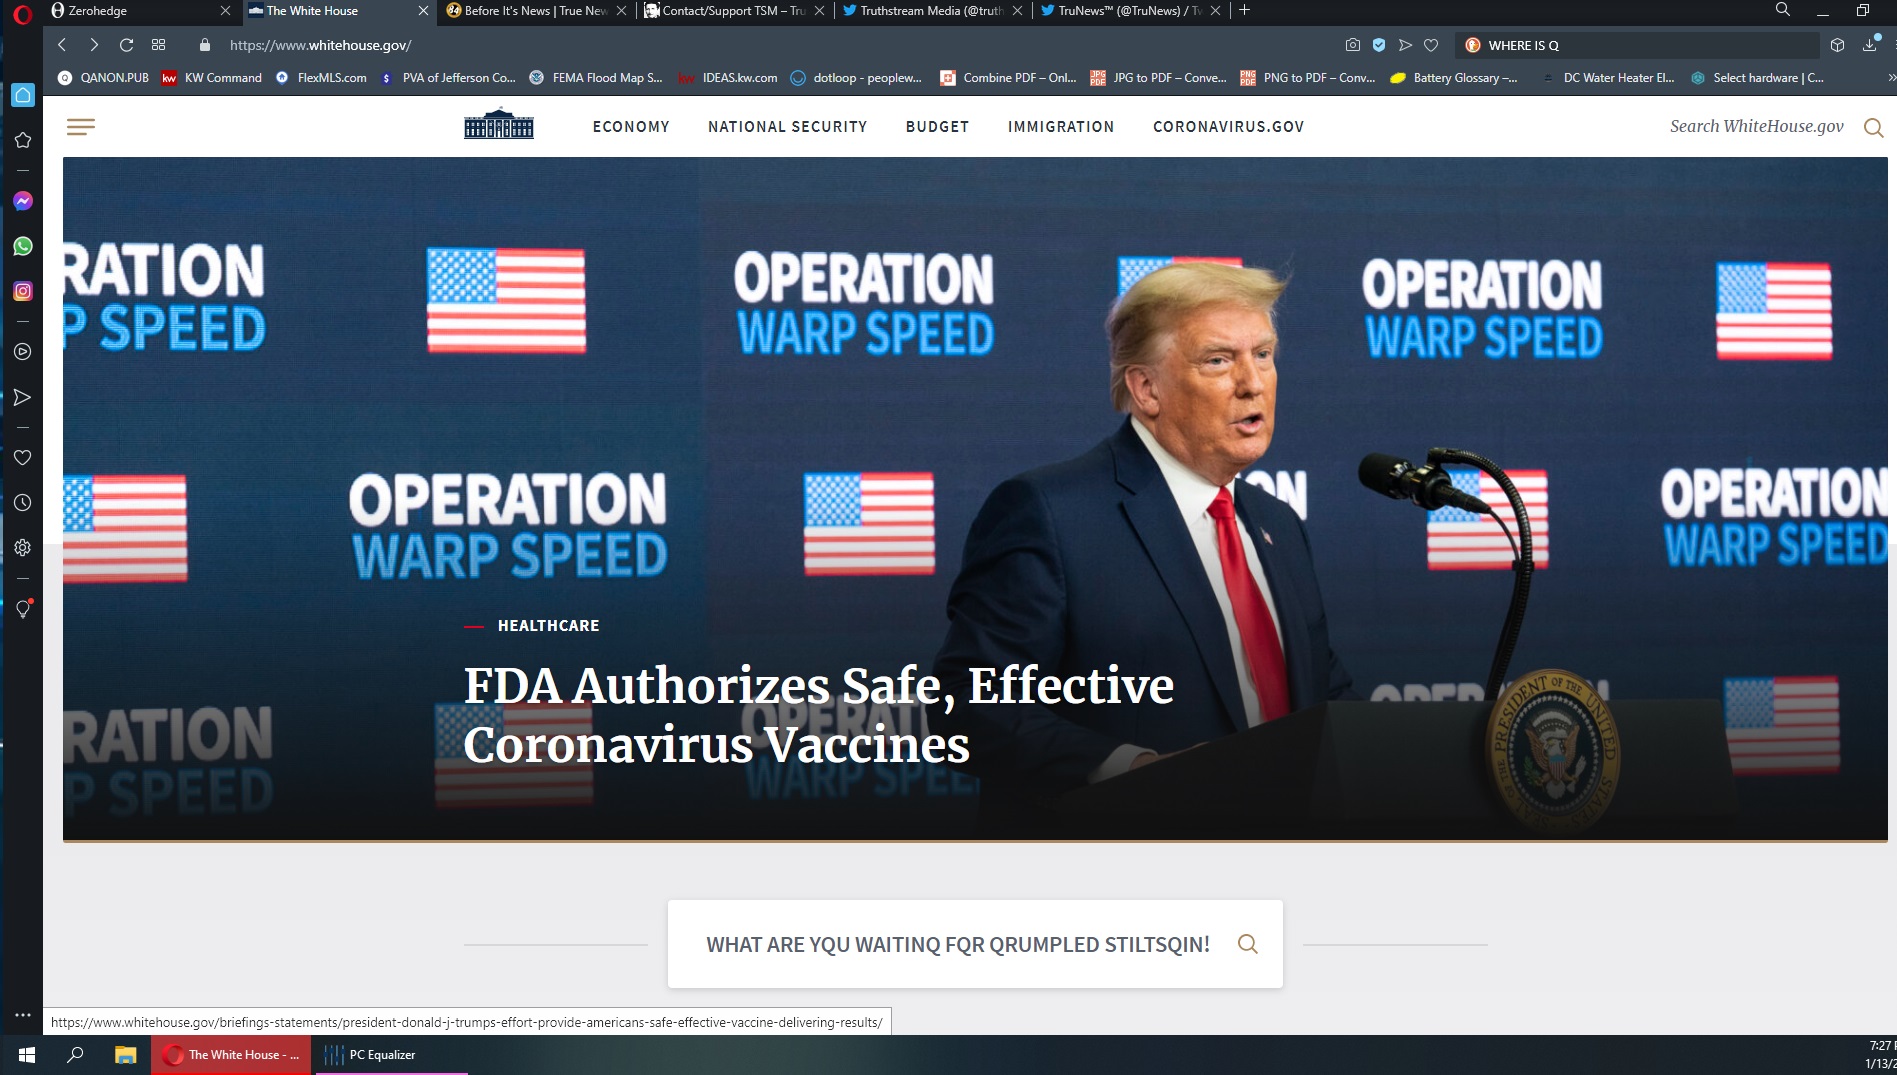 Zerohedge
The White House
Before It's News | True New
Contact/Support TSM – Tru
Truthstream Media (@truth
TruNews™ (@TruNews) / Tw
https://www.whitehouse.gov/
WHERE IS Q
QANON.PUB
KW Command
FlexMLS.com
PVA of Jefferson Co...
FEMA Flood Map S...
IDEAS.kw.com
dotloop - peoplew...
Combine PDF – Onl...
JPG to PDF – Conve...
PNG to PDF – Conv...
Battery Glossary –...
DC Water Heater El...
Select hardware | C...
ECONOMY
NATIONAL SECURITY
BUDGET
IMMIGRATION
CORONAVIRUS.GOV
Search WhiteHouse.gov
RATION
P SPEED
OPERATION
WARP SPEED
OPERATION
WARP SPEED
OPERATION
WARP SPEED
ON
OPERATION
WARP SPEED
HEALTHCARE
FDA Authorizes Safe, Effective
Coronavirus Vaccines
RATION
P SPEED
OPERATI
WARP SPEE
OPERA
PRESIDENT OF THE UNITED STATES
WHAT ARE YQU WAITINQ FQR QRUMPLED STILTSQIN!
https://www.whitehouse.gov/briefings-statements/president-donald-j-trumps-effort-provide-americans-safe-effective-vaccine-delivering-results/
The White House - ...
PC Equalizer
7:27
1/13/2